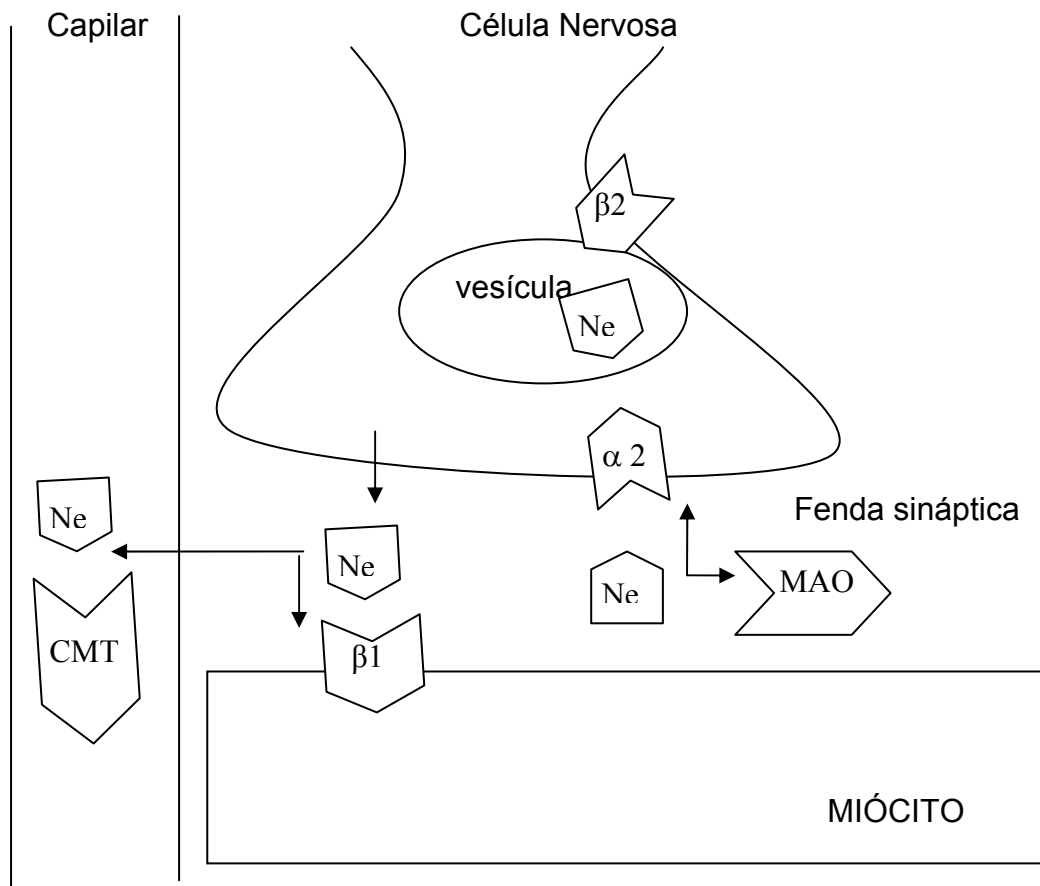 Capilar
Célula Nervosa
β2
vesícula
Ne
α 2
Ne
Fenda sináptica
Ne
Ne
MAO
CMT
β1
MIÓCITO